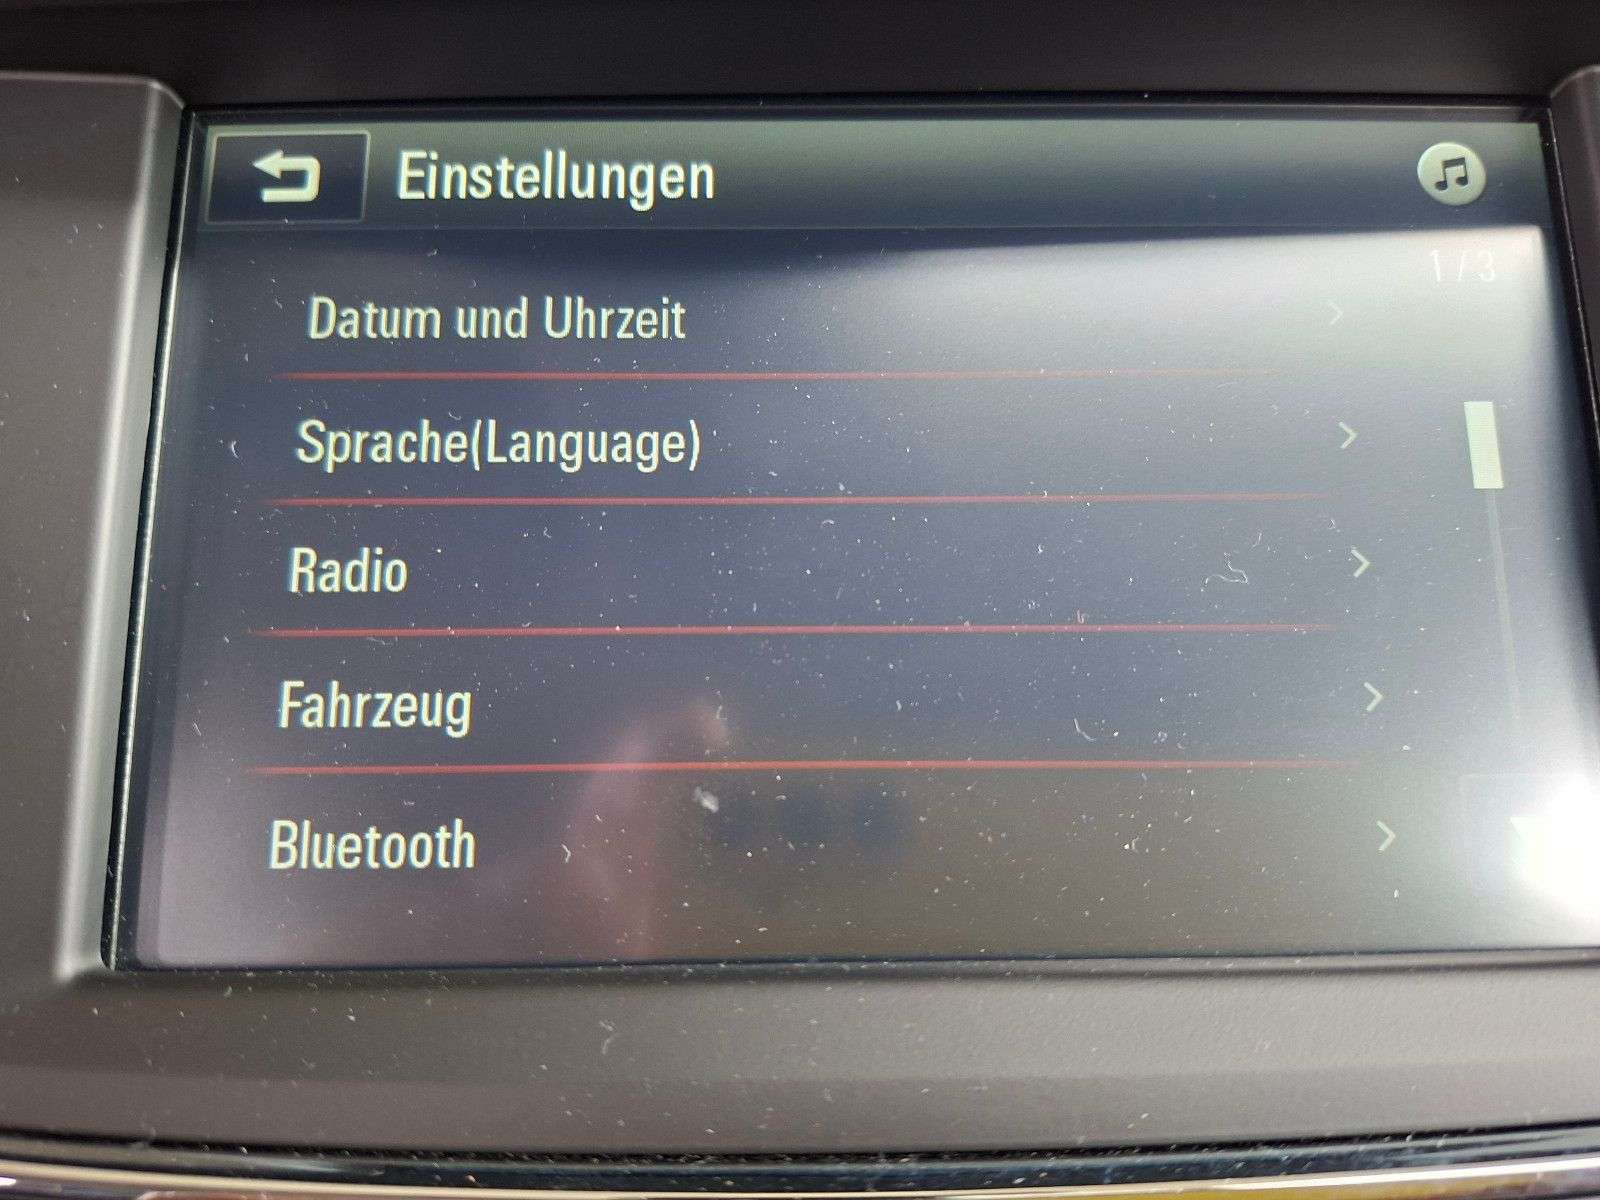 Einstellungen
1/3
Datum und Uhrzeit
Sprache(Language)
Radio
Fahrzeug
Bluetooth